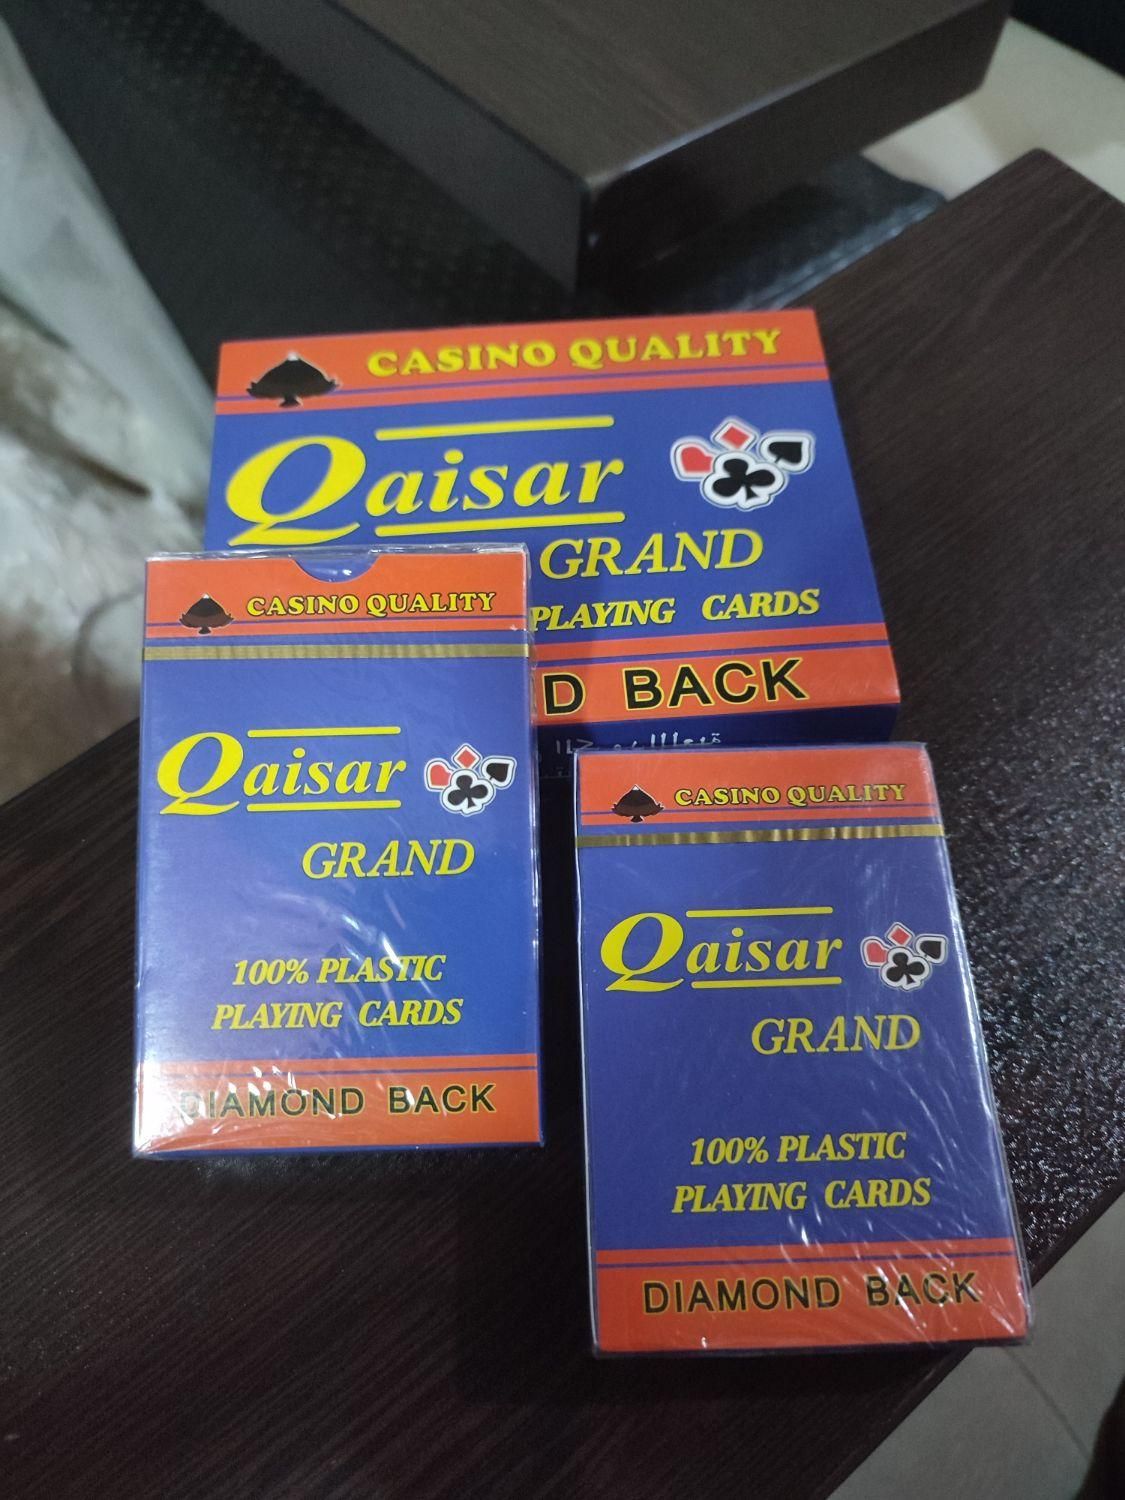 CASINO QUALITY
Qaisar
GRAND
PLAYING CARDS
BACK
CASINO QUALITY
Qaisar
GRAND
100% PLASTIC
PLAYING CARDS
DIAMOND BACK
CASINO QUALITY
Qaisar
GRAND
100% PLASTIC
PLAYING CARDS
DIAMOND BACK